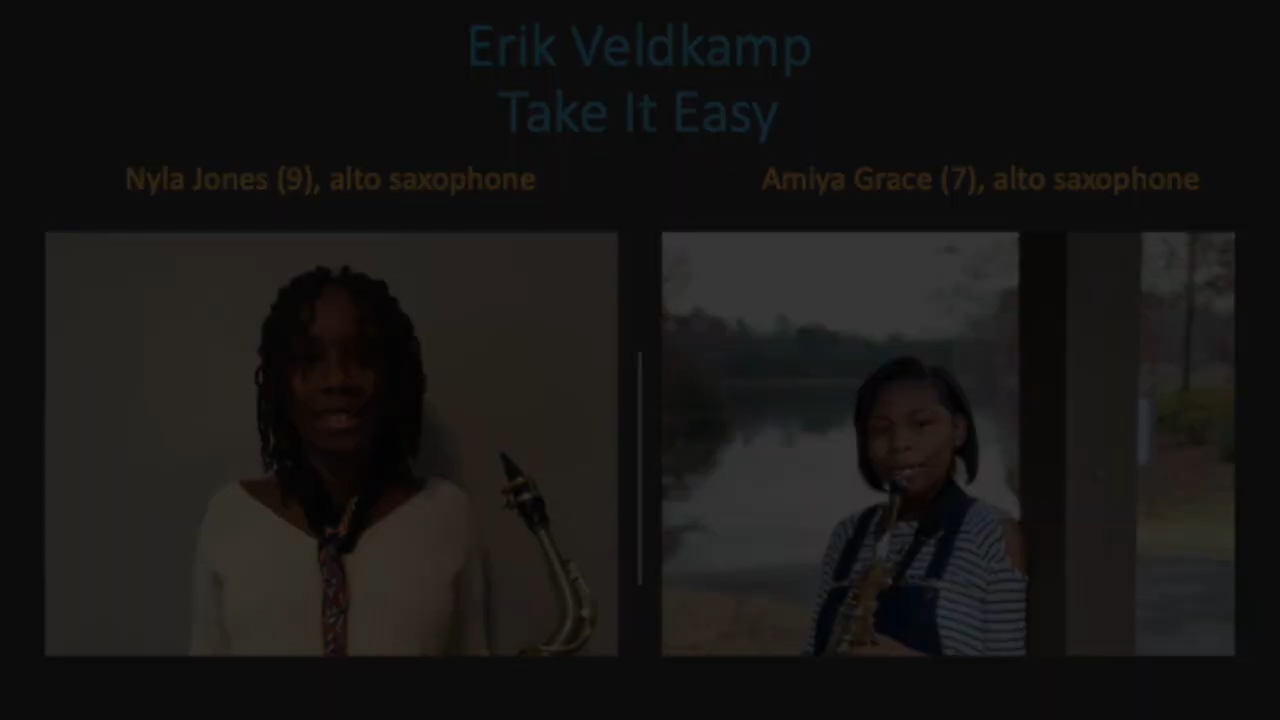 Erik Veldkamp
Take It Easy
Nyla Jones (9), alto saxophone
Amiya Grace (7), alto saxophone